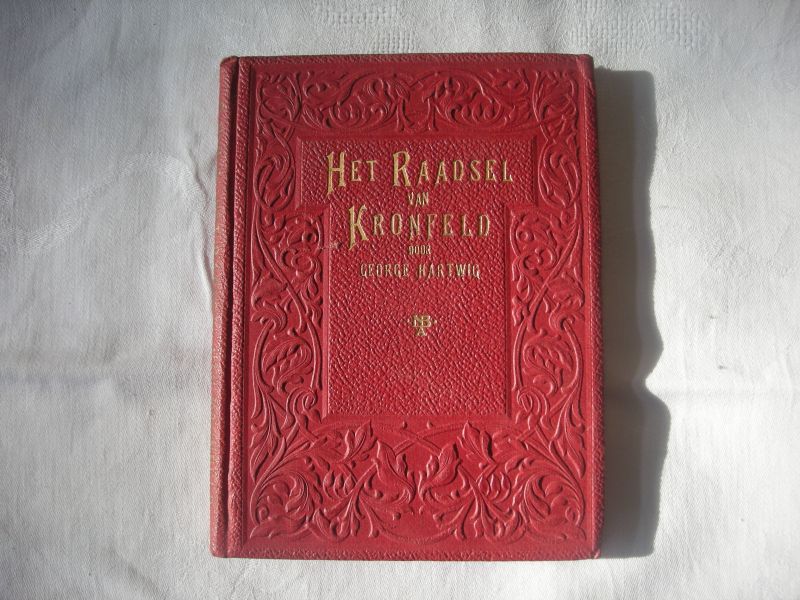 HET RAADSEL
VAN
KRONFELD
DOOR
GEORGE HARTWIG